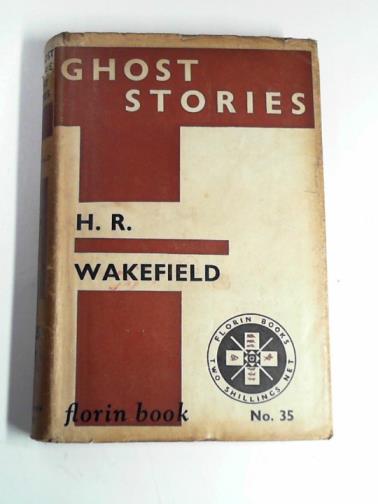 GHOST
STORIES
H. R.
WAKEFIELD
FLORIN BOOKS
TWO SHILLINGS NET
florin book
No. 35